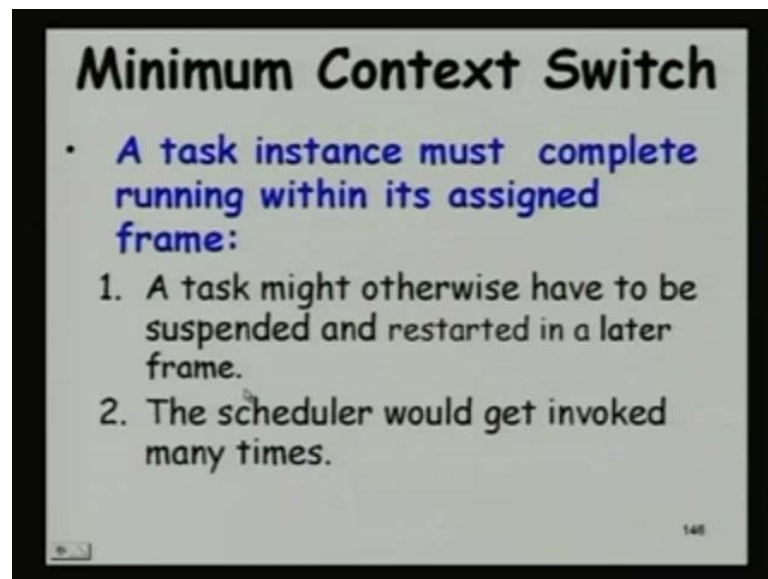 Minimum Context Switch
• A task instance must complete
running within its assigned
frame:
1. A task might otherwise have to be
suspended and restarted in a later
frame.
2. The scheduler would get invoked
many times.
146